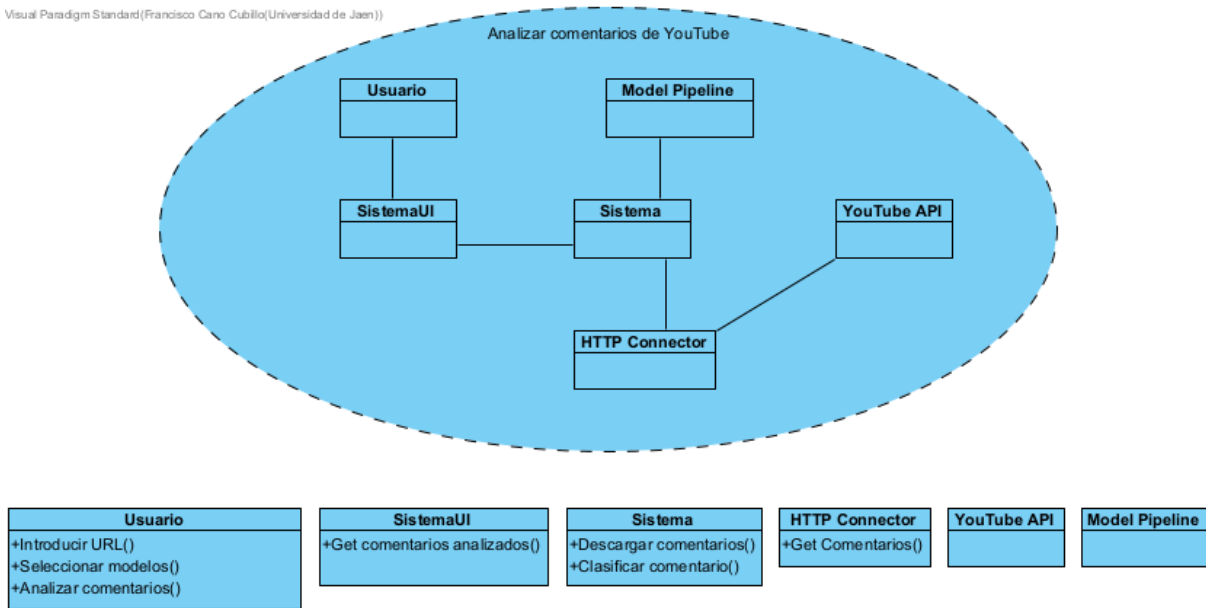 Visual Paradigm Standard(Francisco Cano Cubillo(Universidad de Jaen))
Analizar comentarios de YouTube
Usuario
Model Pipeline
SistemaUI
Sistema
YouTube API
HTTP Connector
Usuario
+Introducir URL()
+Seleccionar modelos()
+Analizar comentarios()
SistemaUI
+Get comentarios analizados()
Sistema
+Descargar comentarios()
+Clasificar comentario()
HTTP Connector
+Get Comentarios()
YouTube API
Model Pipeline